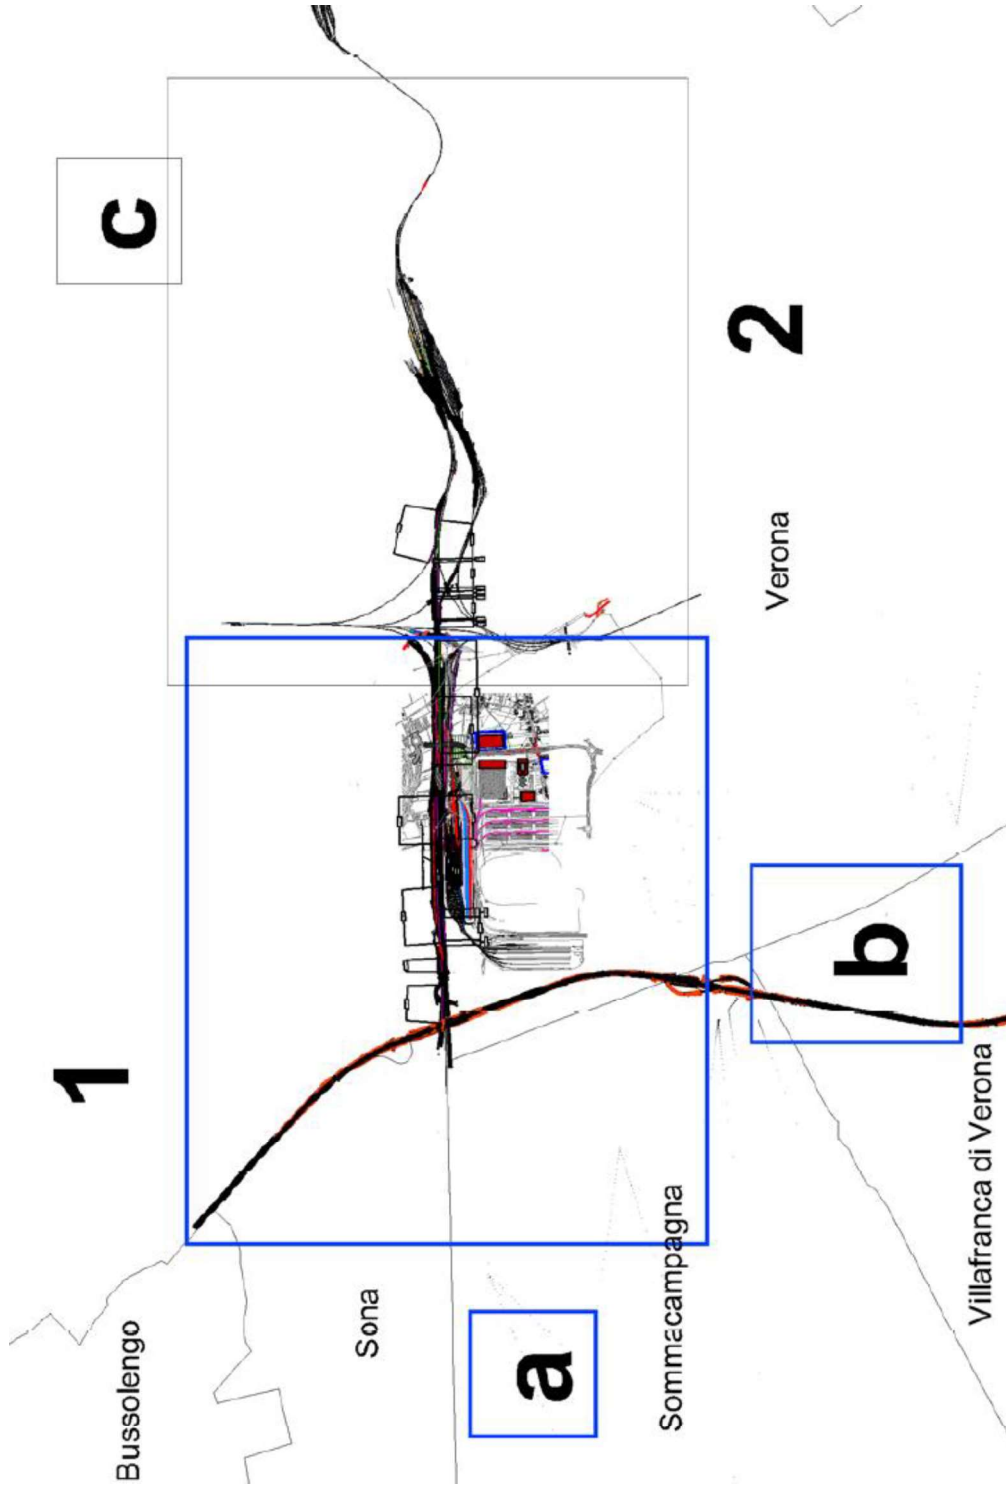 Bussolengo
1
c
Sona
a
Sommacampagna
2
Verona
b
Villafranca di Verona